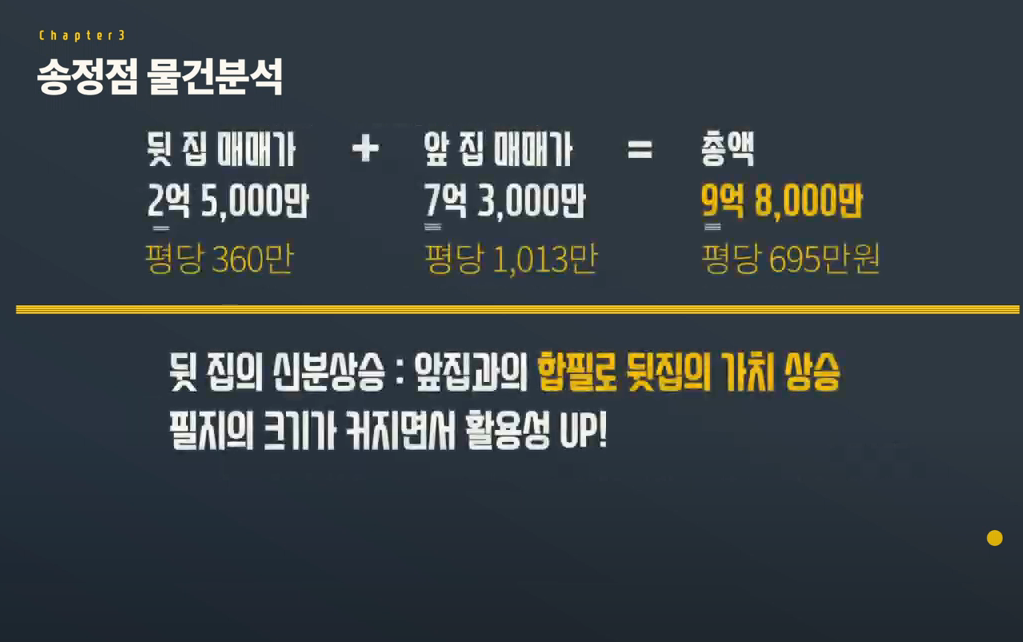 Chapter3
송정점 물건분석
뒷 집 매매가 + 앞 집 매매가 = 총액
2억 5,000만 7억 3,000만 9억 8,000만
평당 360만 평당 1,013만 평당 695만원
뒷 집의 신분상승 : 앞집과의 합필로 뒷집의 가치 상승
필지의 크기가 커지면서 활용성 UP!